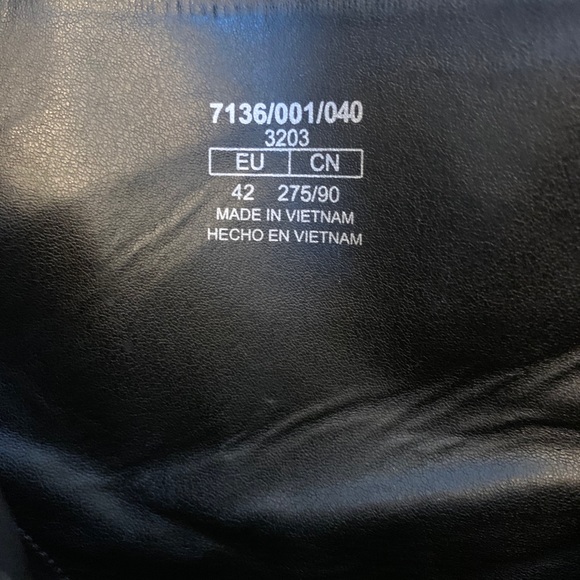 7136/001/040
3203
EU CN
42 275/90
MADE IN VIETNAM
HECHO EN VIETNAM